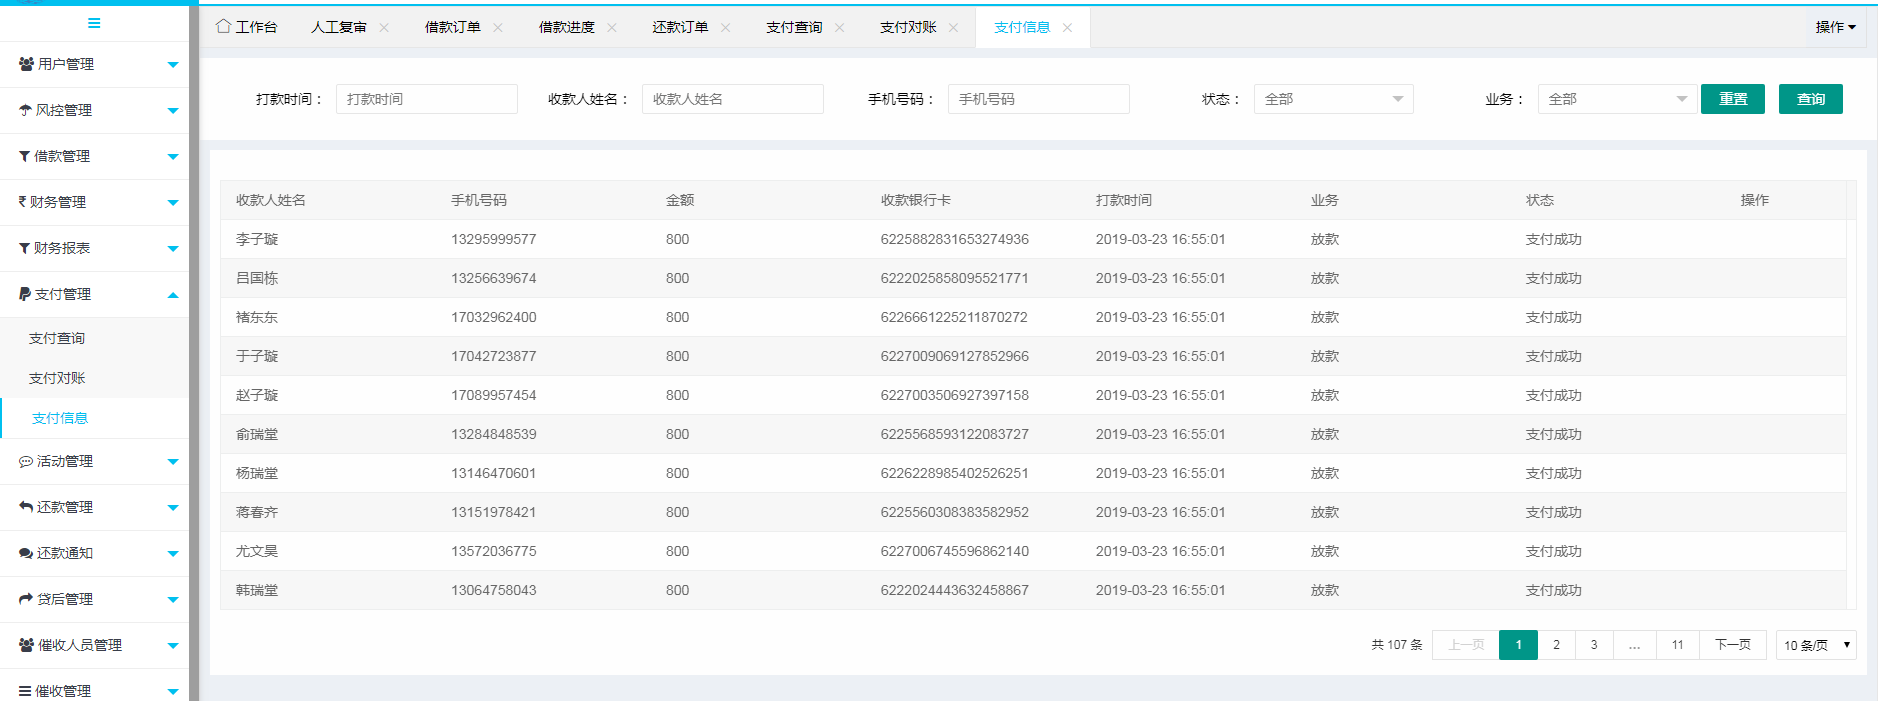 工作台 人工复审 借款订单 借款进度 还款订单 支付查询 支付对账 支付信息 操作
用户管理
风控管理
借款管理
财务管理
财务报表
支付管理
支付查询
支付对账
支付信息
活动管理
还款管理
还款通知
贷后管理
催收人员管理
催收管理
打款时间： 打款时间 收款人姓名： 收款人姓名 手机号码： 手机号码 状态： 全部 业务： 全部 重置 查询
收款人姓名 手机号码 金额 收款银行卡 打款时间 业务 状态 操作
李子璇 13295999577 800 6225882831653274936 2019-03-23 16:55:01 放款 支付成功
吕国栋 13256639674 800 6222025858095521771 2019-03-23 16:55:01 放款 支付成功
褚东东 17032962400 800 6226661225211870272 2019-03-23 16:55:01 放款 支付成功
于子璇 17042723877 800 6227009069127852966 2019-03-23 16:55:01 放款 支付成功
赵子璇 17089957454 800 6227003506927397158 2019-03-23 16:55:01 放款 支付成功
俞瑞堂 13284848539 800 6225568593122083727 2019-03-23 16:55:01 放款 支付成功
杨瑞堂 13146470601 800 6226228985402526251 2019-03-23 16:55:01 放款 支付成功
蒋春齐 13151978421 800 6225560308383582952 2019-03-23 16:55:01 放款 支付成功
尤文昊 13572036775 800 6227006745596862140 2019-03-23 16:55:01 放款 支付成功
韩瑞堂 13064758043 800 6222024443632458867 2019-03-23 16:55:01 放款 支付成功
共 107 条 上一页 1 2 3 ... 11 下一页 10 条/页